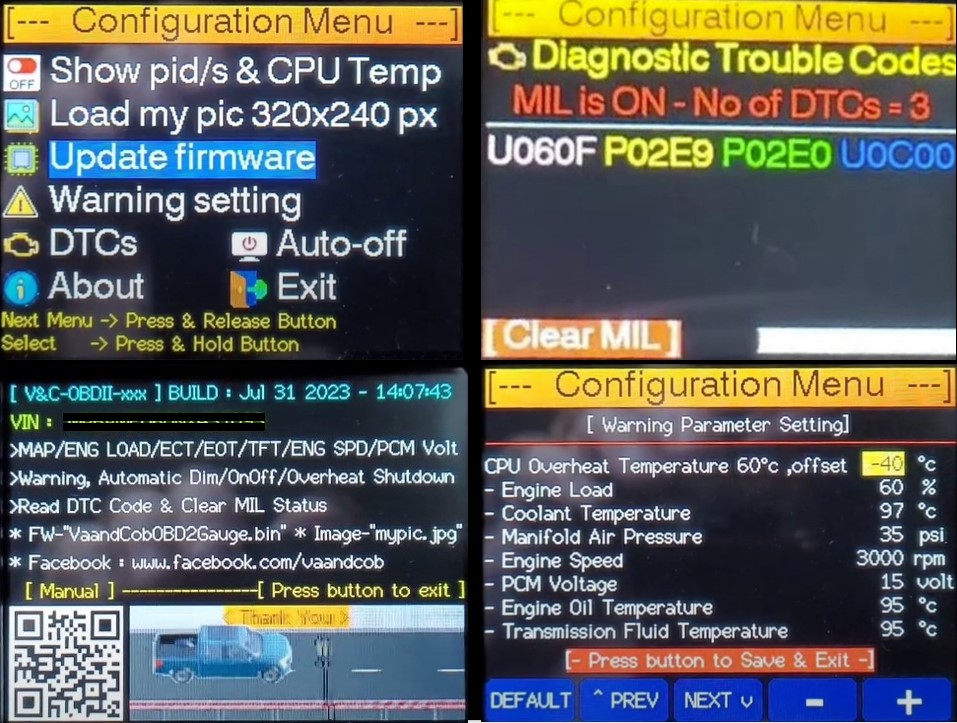 [--- Configuration Menu ---]
Show pid/s & CPU Temp
OFF
Load my pic 320x240 px
Update firmware
Warning setting
DTCs
Auto-off
About
Exit
Next Menu -> Press & Release Button
Select -> Press & Hold Button
[--- Configuration Menu ---]
Diagnostic Trouble Codes
MIL is ON - No of DTCs = 3
U060F P02E9 P02E0 U0C00
[ Clear MIL ]
[ V&C-OBDII-xxx ] BUILD : Jul 31 2023 - 14:07:43
VIN :
>MAP/ENG LOAD/ECT/EOT/TFT/ENG SPD/PCM Volt
>Warning, Automatic Dim/OnOff/Overheat Shutdown
>Read DTC Code & Clear MIL Status
* FW-"VaandCobOBD2Gauge.bin" * Image-"mypic.jpg"
* Facebook : www.facebook.com/vaandcob
[ Manual ] ----------------[ Press button to exit ]
Thank You >
[--- Configuration Menu ---]
[ Warning Parameter Setting]
CPU Overheat Temperature 60°c ,offset -40 °c
- Engine Load 60 %
- Coolant Temperature 97 °c
- Manifold Air Pressure 35 psi
- Engine Speed 3000 rpm
- PCM Voltage 15 volt
- Engine Oil Temperature 95 °c
- Transmission Fluid Temperature 95 °c
[- Press button to Save & Exit -]
DEFAULT ^ PREV NEXT v - +